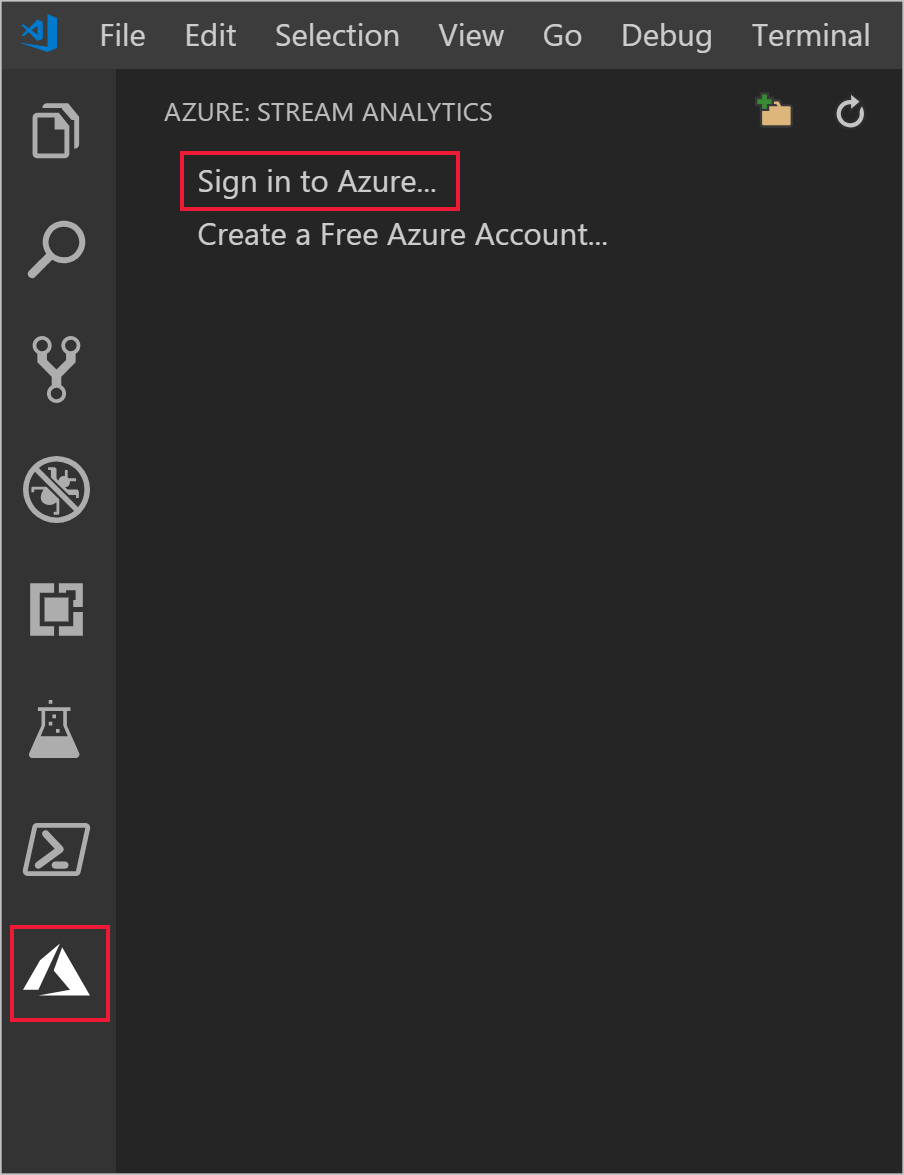 File Edit Selection View Go Debug Terminal
AZURE: STREAM ANALYTICS
Sign in to Azure...
Create a Free Azure Account...